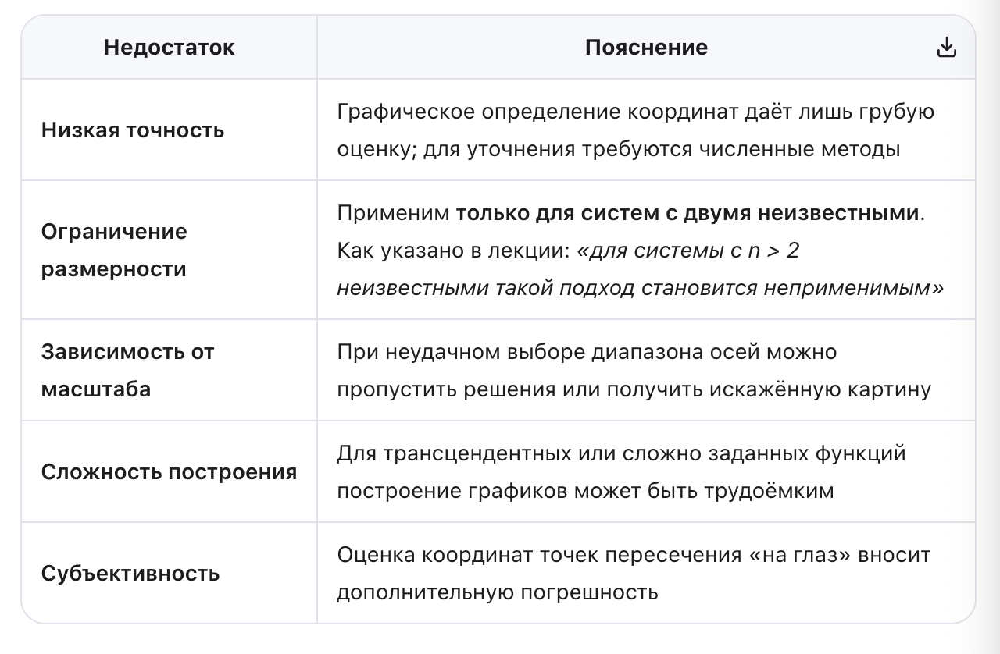 Недостаток
Пояснение
Низкая точность
Графическое определение координат даёт лишь грубую
оценку; для уточнения требуются численные методы
Ограничение
размерности
Применим только для систем с двумя неизвестными.
Как указано в лекции: «для системы с n > 2
неизвестными такой подход становится неприменимым»
Зависимость от
масштаба
При неудачном выборе диапазона осей можно
пропустить решения или получить искажённую картину
Сложность построения
Для трансцендентных или сложно заданных функций
построение графиков может быть трудоёмким
Субъективность
Оценка координат точек пересечения «на глаз» вносит
дополнительную погрешность